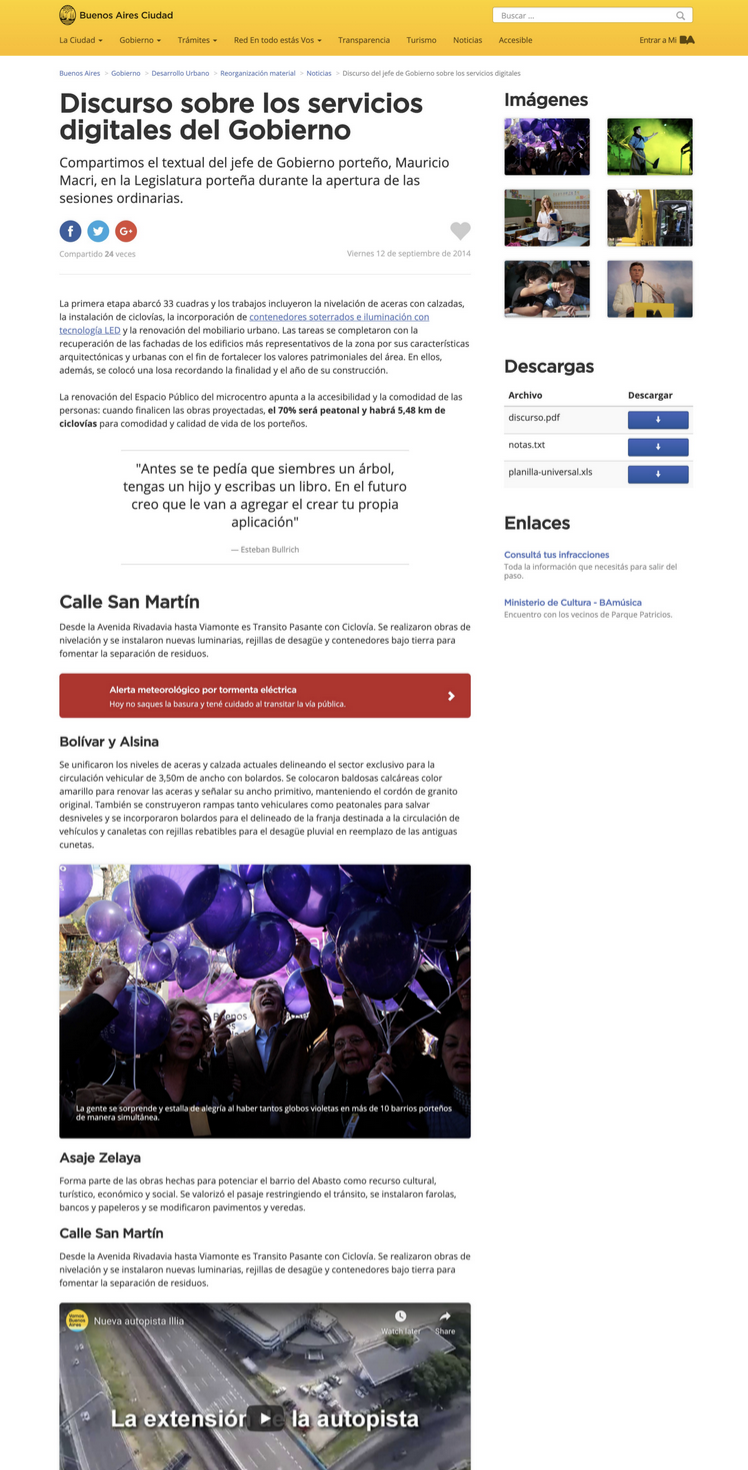 Buenos Aires Ciudad
Buscar ...
La Ciudad Gobierno Trámites Red En todo estás Vos Transparencia Turismo Noticias Accesible Entrar a Mi BA
Buenos Aires > Gobierno > Desarrollo Urbano > Reorganización material > Noticias > Discurso del jefe de Gobierno sobre los servicios digitales
Discurso sobre los servicios
digitales del Gobierno
Compartimos el textual del jefe de Gobierno porteño, Mauricio
Macri, en la Legislatura porteña durante la apertura de las
sesiones ordinarias.
Compartido 24 veces
Viernes 12 de septiembre de 2014
La primera etapa abarcó 33 cuadras y los trabajos incluyeron la nivelación de aceras con calzadas,
la instalación de ciclovías, la incorporación de contenedores soterrados e iluminación con
tecnología LED y la renovación del mobiliario urbano. Las tareas se completaron con la
recuperación de las fachadas de los edificios más representativos de la zona por sus características
arquitectónicas y urbanas con el fin de fortalecer los valores patrimoniales del área. En ellos,
además, se colocó una losa recordando la finalidad y el año de su construcción.
La renovación del Espacio Público del microcentro apunta a la accesibilidad y la comodidad de las
personas: cuando finalicen las obras proyectadas, el 70% será peatonal y habrá 5,48 km de
ciclovías para comodidad y calidad de vida de los porteños.
"Antes se te pedía que siembres un árbol,
tengas un hijo y escribas un libro. En el futuro
creo que le van a agregar el crear tu propia
aplicación"
— Esteban Bullrich
Calle San Martín
Desde la Avenida Rivadavia hasta Viamonte es Transito Pasante con Ciclovía. Se realizaron obras de
nivelación y se instalaron nuevas luminarias, rejillas de desagüe y contenedores bajo tierra para
fomentar la separación de residuos.
Alerta meteorológico por tormenta eléctrica
Hoy no saques la basura y tené cuidado al transitar la vía pública.
Bolívar y Alsina
Se unificaron los niveles de aceras y calzada actuales delineando el sector exclusivo para la
circulación vehicular de 3,50m de ancho con bolardos. Se colocaron baldosas calcáreas color
amarillo para renovar las aceras y señalar su ancho primitivo, manteniendo el cordón de granito
original. También se construyeron rampas tanto vehiculares como peatonales para salvar
desniveles y se incorporaron bolardos para el delineado de la franja destinada a la circulación de
vehículos y canaletas con rejillas rebatibles para el desagüe pluvial en reemplazo de las antiguas
cunetas.
La gente se sorprende y estalla de alegría al haber tantos globos violetas en más de 10 barrios porteños
de manera simultánea.
Asaje Zelaya
Forma parte de las obras hechas para potenciar el barrio del Abasto como recurso cultural,
turístico, económico y social. Se valorizó el pasaje restringiendo el tránsito, se instalaron farolas,
bancos y papeleros y se modificaron pavimentos y veredas.
Calle San Martín
Desde la Avenida Rivadavia hasta Viamonte es Transito Pasante con Ciclovía. Se realizaron obras de
nivelación y se instalaron nuevas luminarias, rejillas de desagüe y contenedores bajo tierra para
fomentar la separación de residuos.
Vamos Buenos Aires
Nueva autopista Illia
Watch later
Share
La extensión de la autopista
Imágenes
BA
Descargas
Archivo Descargar
discurso.pdf
notas.txt
planilla-universal.xls
Enlaces
Consultá tus infracciones
Toda la información que necesitás para salir del
paso.
Ministerio de Cultura - BAmúsica
Encuentro con los vecinos de Parque Patricios.